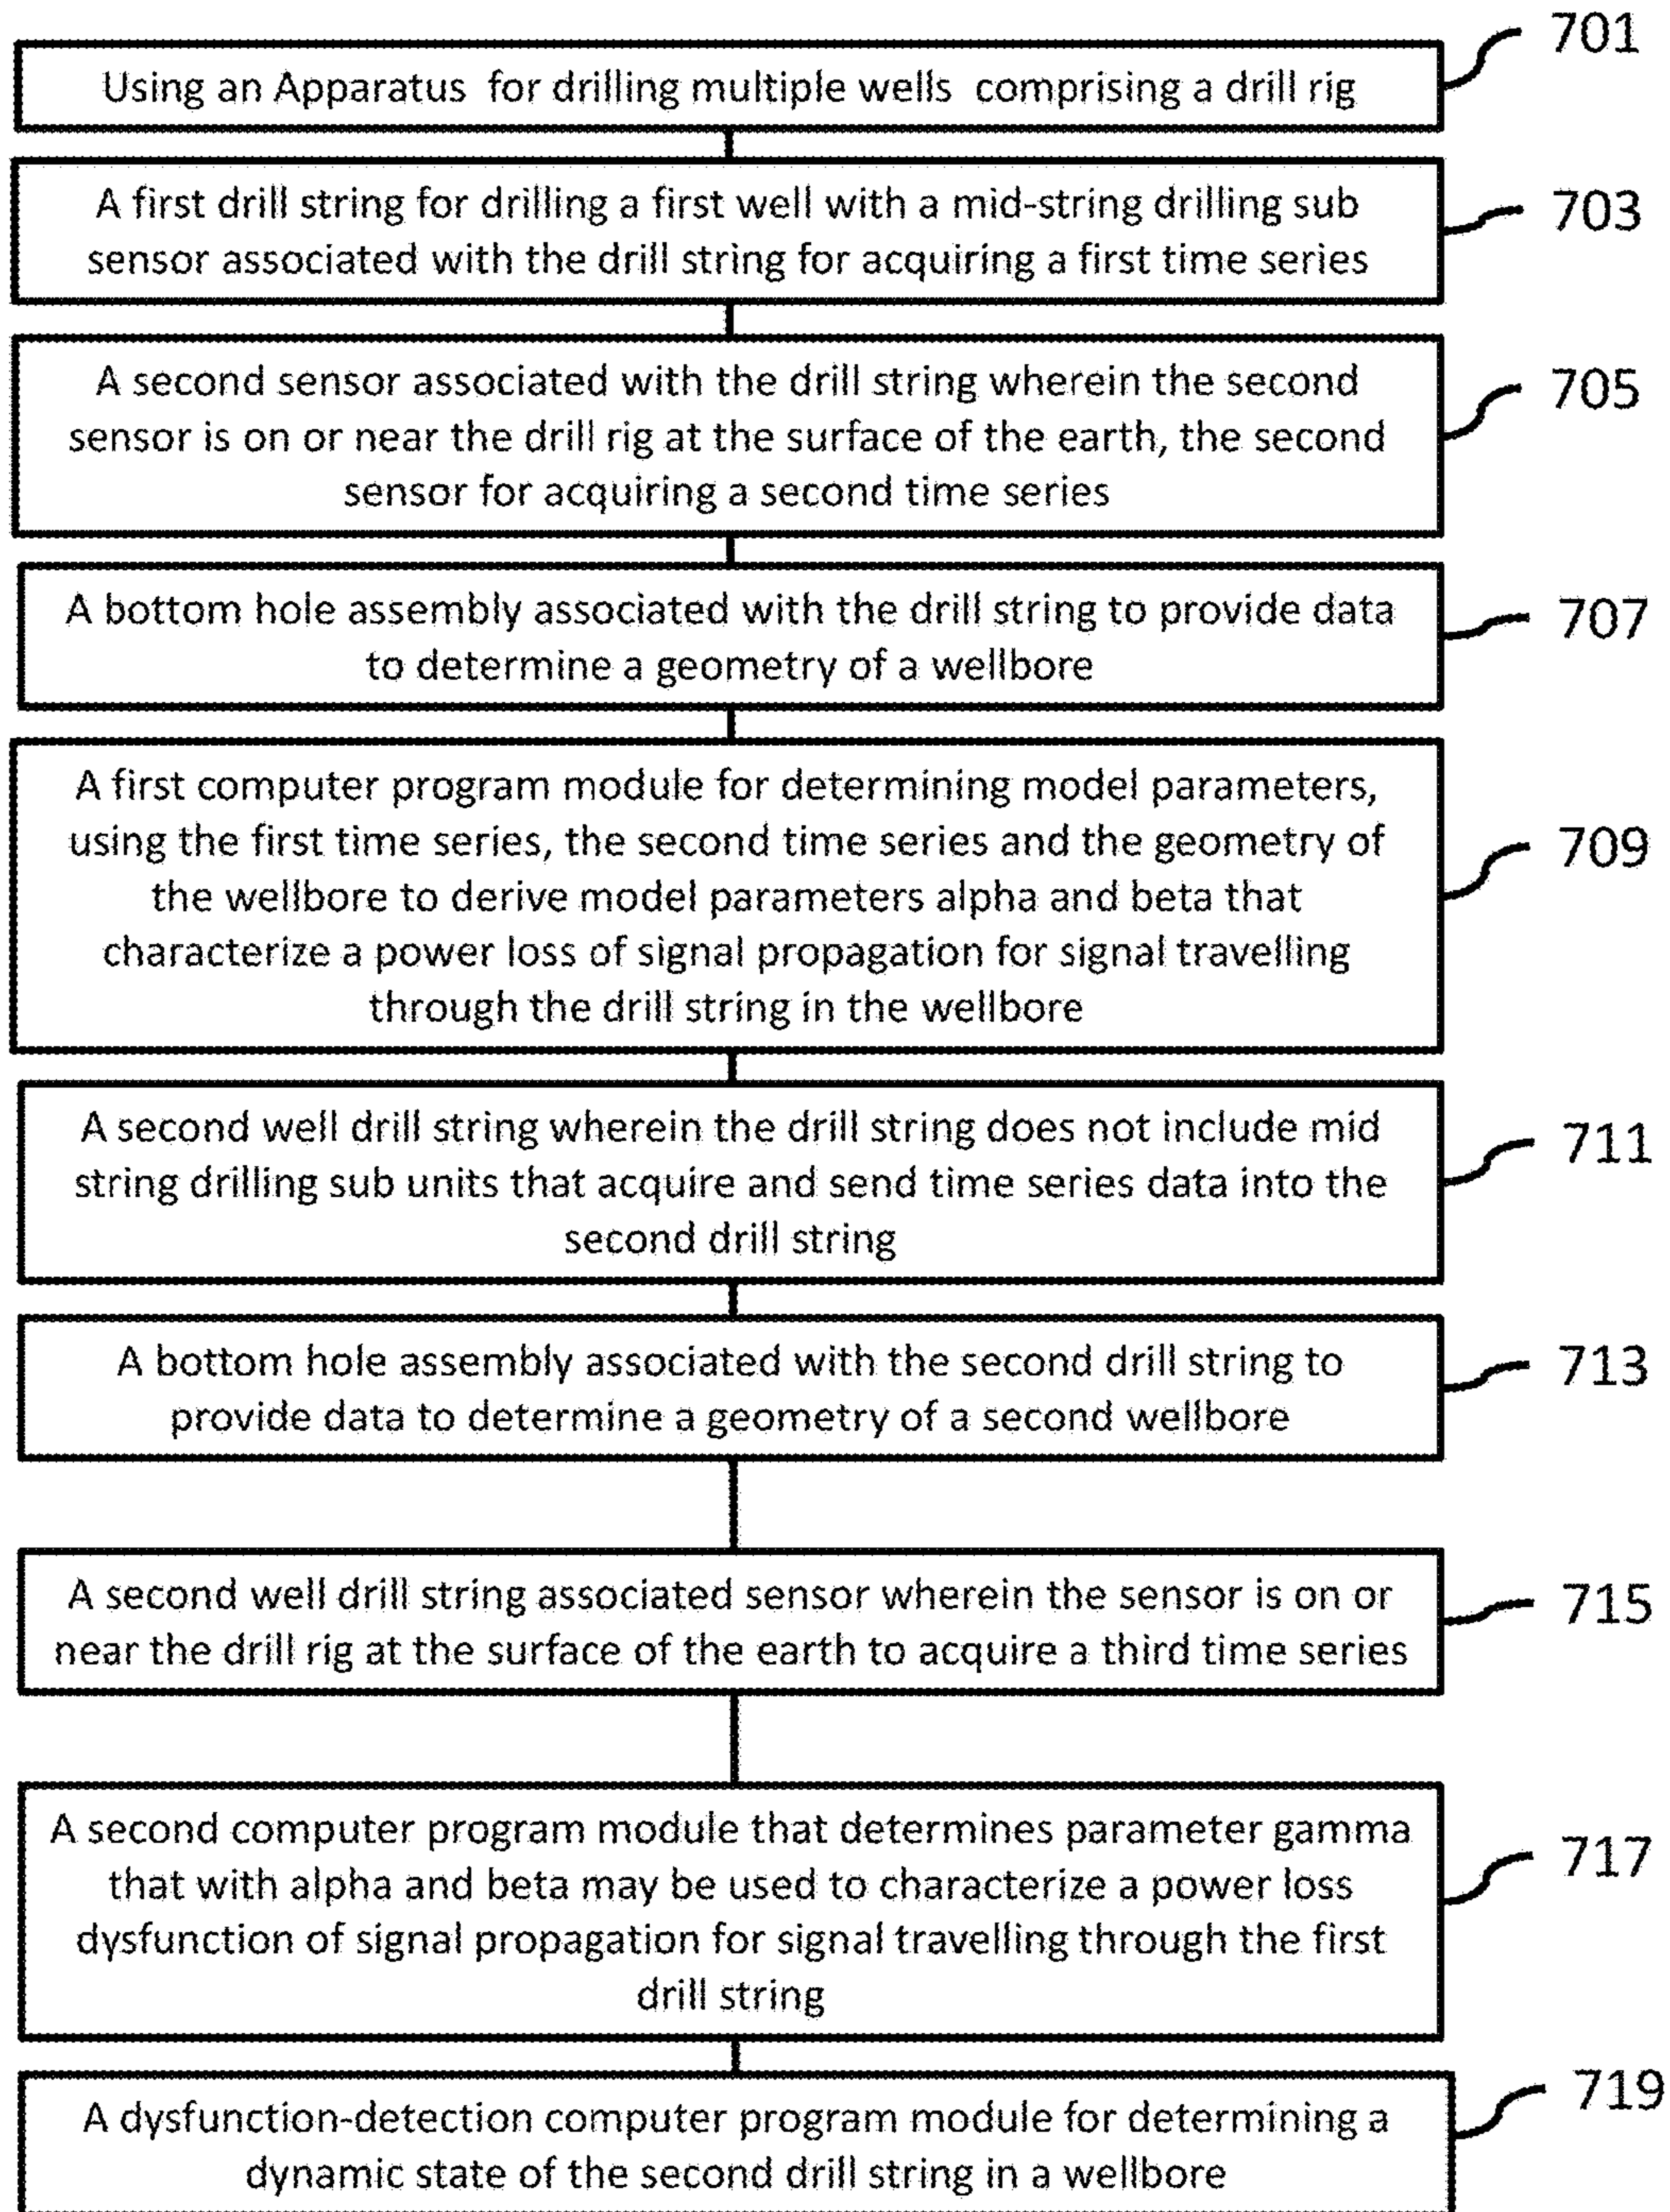 701
Using an Apparatus for drilling multiple wells comprising a drill rig
A first drill string for drilling a first well with a mid-string drilling sub
sensor associated with the drill string for acquiring a first time series
703
A second sensor associated with the drill string wherein the second
sensor is on or near the drill rig at the surface of the earth, the second
sensor for acquiring a second time series
705
A bottom hole assembly associated with the drill string to provide data
to determine a geometry of a wellbore
707
A first computer program module for determining model parameters,
using the first time series, the second time series and the geometry of
the wellbore to derive model parameters alpha and beta that
characterize a power loss of signal propagation for signal travelling
through the drill string in the wellbore
709
A second well drill string wherein the drill string does not include mid
string drilling sub units that acquire and send time series data into the
second drill string
711
A bottom hole assembly associated with the second drill string to
provide data to determine a geometry of a second wellbore
713
A second well drill string associated sensor wherein the sensor is on or
near the drill rig at the surface of the earth to acquire a third time series
715
A second computer program module that determines parameter gamma
that with alpha and beta may be used to characterize a power loss
dysfunction of signal propagation for signal travelling through the first
drill string
717
A dysfunction-detection computer program module for determining a
dynamic state of the second drill string in a wellbore
719